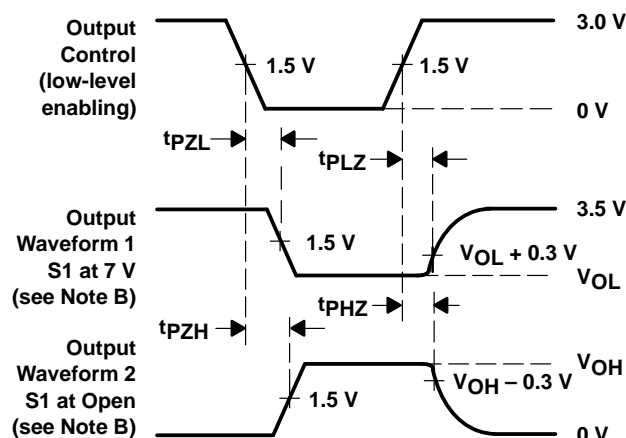 Output
Control
(low-level
enabling)
1.5 V
1.5 V
3.0 V
0 V
tPZL
tPLZ
Output
Waveform 1
S1 at 7 V
(see Note B)
1.5 V
3.5 V
VOL + 0.3 V
VOL
tPHZ
tPZH
Output
Waveform 2
S1 at Open
(see Note B)
1.5 V
VOH
VOH – 0.3 V
0 V